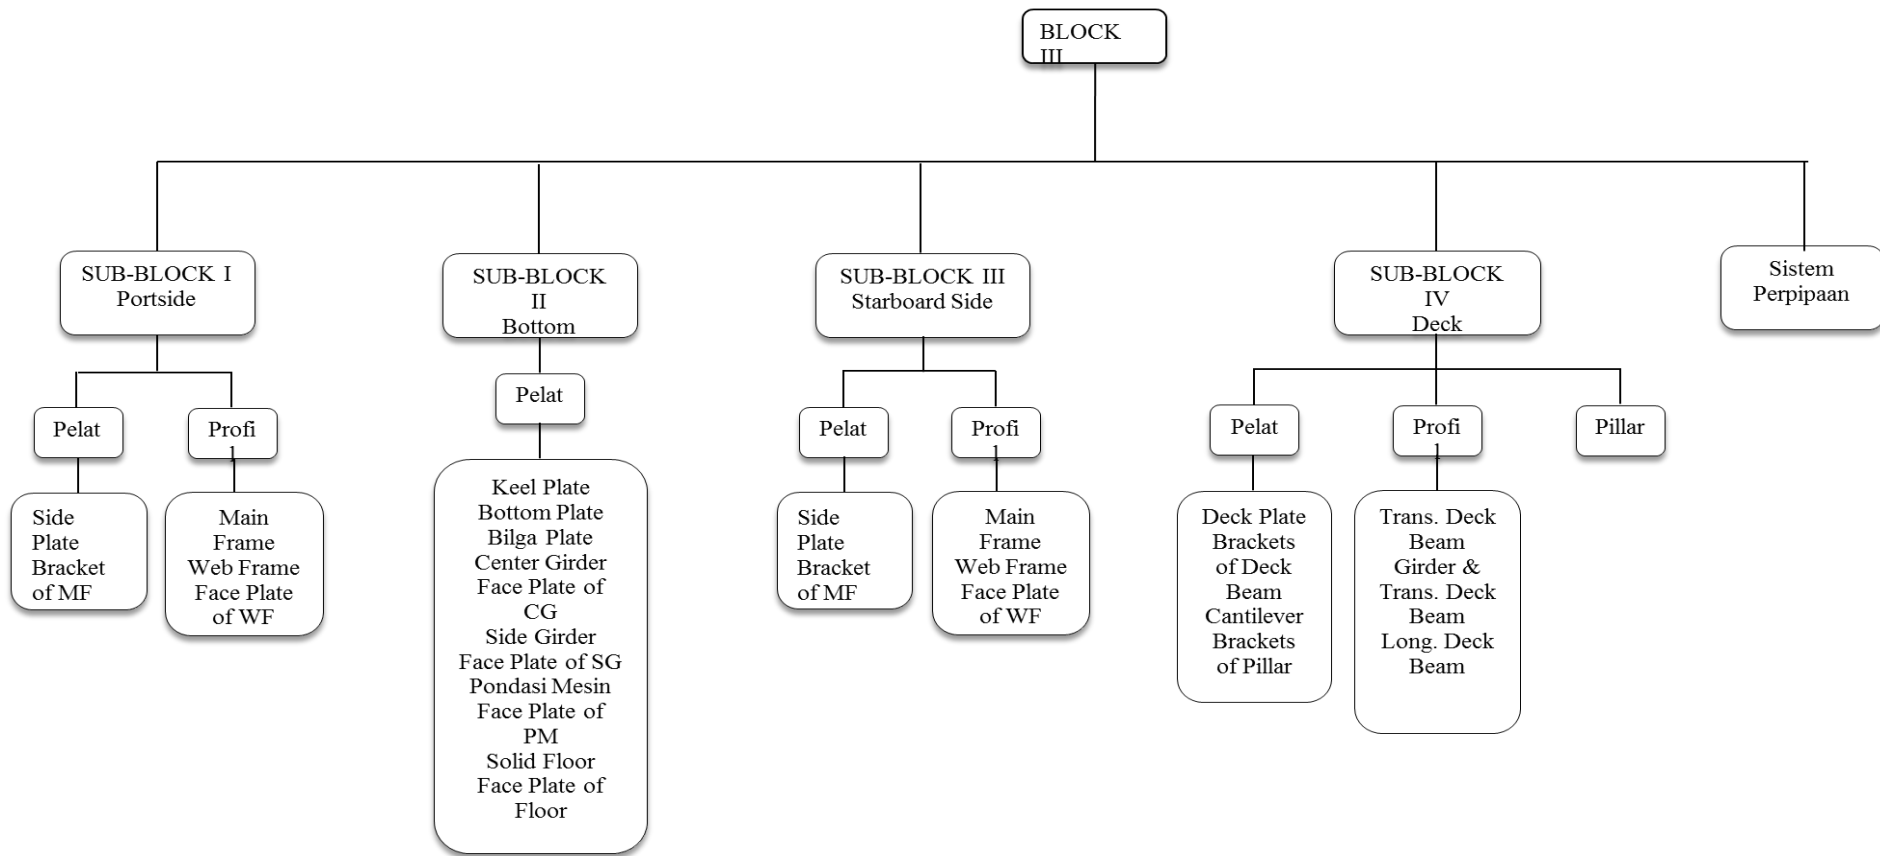 BLOCK
III
SUB-BLOCK I
Portside
SUB-BLOCK
II
Bottom
SUB-BLOCK III
Starboard Side
SUB-BLOCK
IV
Deck
Sistem
Perpipaan
Pelat
Profi
l
Pelat
Pelat
Profi
l
Pelat
Profi
l
Pillar
Side
Plate
Bracket
of MF
Main
Frame
Web Frame
Face Plate
of WF
Keel Plate
Bottom Plate
Bilga Plate
Center Girder
Face Plate of
CG
Side Girder
Face Plate of SG
Pondasi Mesin
Face Plate of
PM
Solid Floor
Face Plate of
Floor
Side
Plate
Bracket
of MF
Main
Frame
Web Frame
Face Plate
of WF
Deck Plate
Brackets
of Deck
Beam
Cantilever
Brackets
of Pillar
Trans. Deck
Beam
Girder &
Trans. Deck
Beam
Long. Deck
Beam